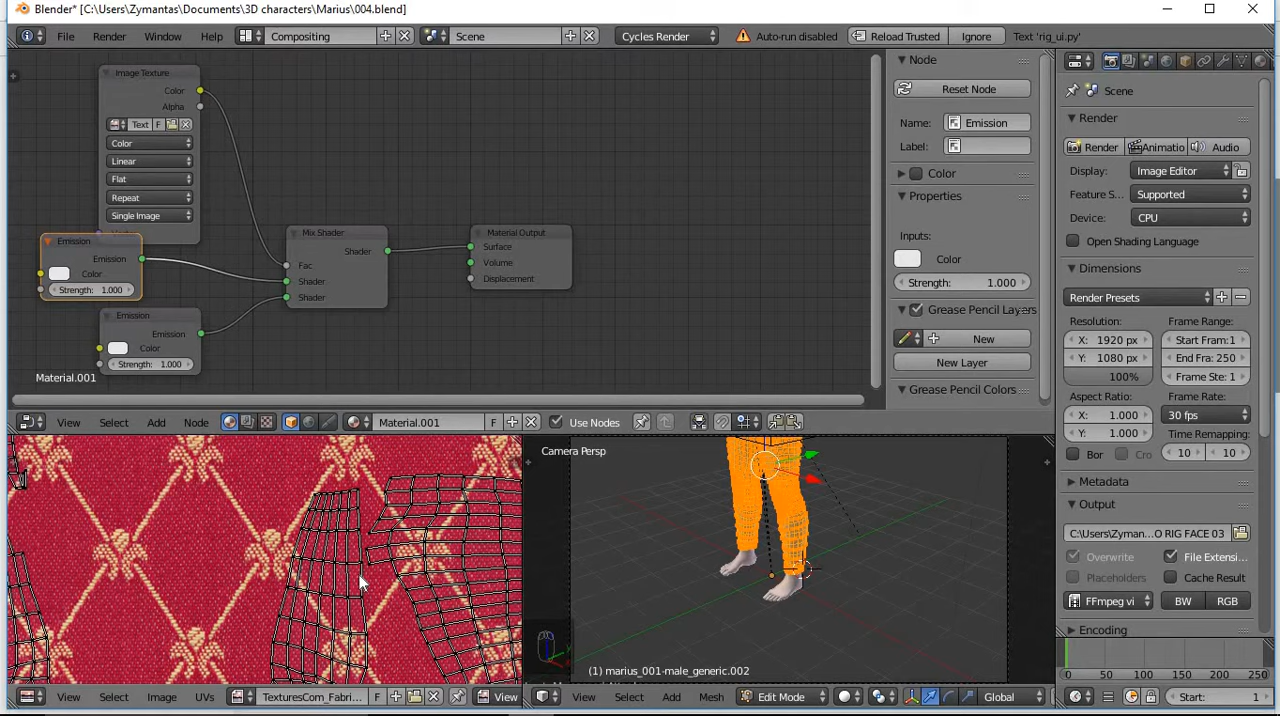 Blender* [C:\Users\Zymantas\Documents\3D characters\Marius\004.blend]
File Render Window Help Compositing Scene Cycles Render Auto-run disabled Reload Trusted Ignore Text 'rig_ui.py'
Image Texture
Color
Alpha
Text F
Color
Linear
Flat
Repeat
Single Image
Emission
Emission
Color
Strength: 1.000
Emission
Emission
Color
Strength: 1.000
Mix Shader
Shader
Fac
Shader
Shader
Material Output
Surface
Volume
Displacement
Material.001
Node
Reset Node
Name: Emission
Label:
Color
Properties
Inputs:
Color
Strength: 1.000
Grease Pencil Layers
New
New Layer
Grease Pencil Colors
View Select Add Node Material.001 F Use Nodes
Scene
Render
Render Animatio Audio
Display: Image Editor
Feature S... Supported
Device: CPU
Open Shading Language
Dimensions
Render Presets
Resolution: Frame Range:
X: 1920 px Start Fram:1
Y: 1080 px End Fra: 250
100% Frame Ste: 1
Aspect Ratio: Frame Rate:
X: 1.000 30 fps
Y: 1.000 Time Remapping:
Bor Cro 10 10
Metadata
Output
C:\Users\Zyman...O RIG FACE 03
Overwrite File Extensi...
Placeholders Cache Result
FFmpeg vi BW RGB
Encoding
0 50 100 150 200 250
Start: 1
Camera Persp
(1) marius_001-male_generic.002
View Select Image UVs TexturesCom_Fabri... F View
View Select Add Mesh Edit Mode Global